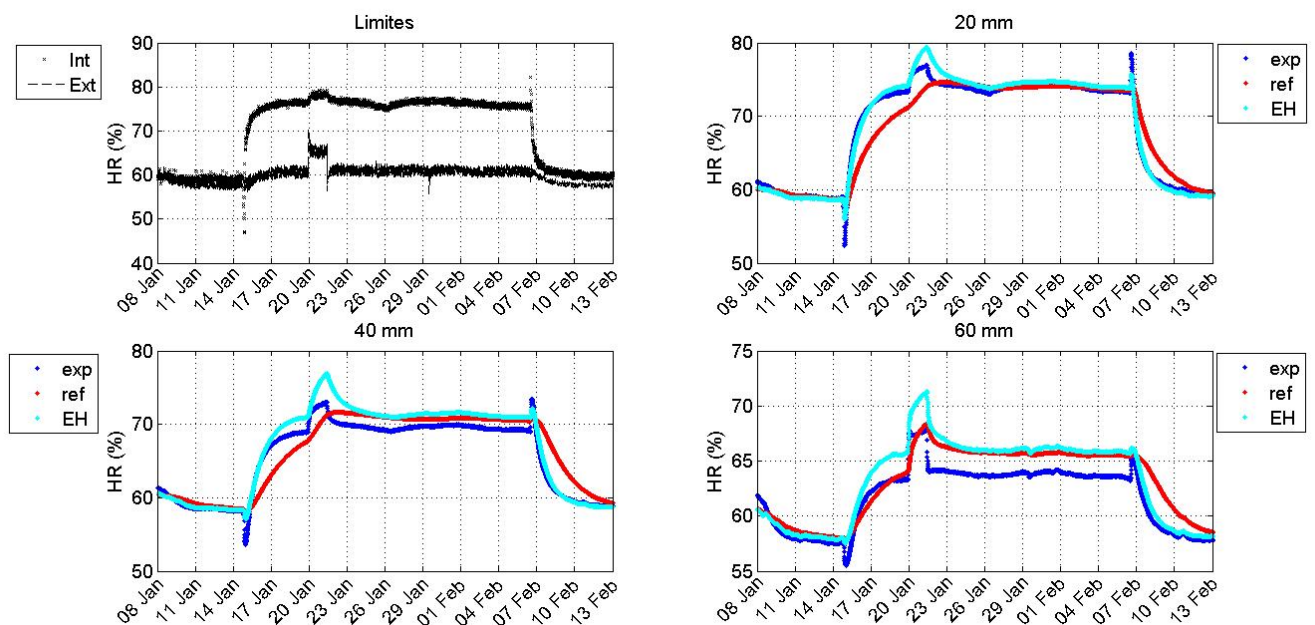 Limites
Int
Ext
HR (%)
90
80
70
60
50
40
08 Jan
11 Jan
14 Jan
17 Jan
20 Jan
23 Jan
26 Jan
29 Jan
01 Feb
04 Feb
07 Feb
10 Feb
13 Feb
20 mm
exp
ref
EH
HR (%)
80
70
60
50
08 Jan
11 Jan
14 Jan
17 Jan
20 Jan
23 Jan
26 Jan
29 Jan
01 Feb
04 Feb
07 Feb
10 Feb
13 Feb
40 mm
exp
ref
EH
HR (%)
80
70
60
50
08 Jan
11 Jan
14 Jan
17 Jan
20 Jan
23 Jan
26 Jan
29 Jan
01 Feb
04 Feb
07 Feb
10 Feb
13 Feb
60 mm
exp
ref
EH
HR (%)
75
70
65
60
55
08 Jan
11 Jan
14 Jan
17 Jan
20 Jan
23 Jan
26 Jan
29 Jan
01 Feb
04 Feb
07 Feb
10 Feb
13 Feb